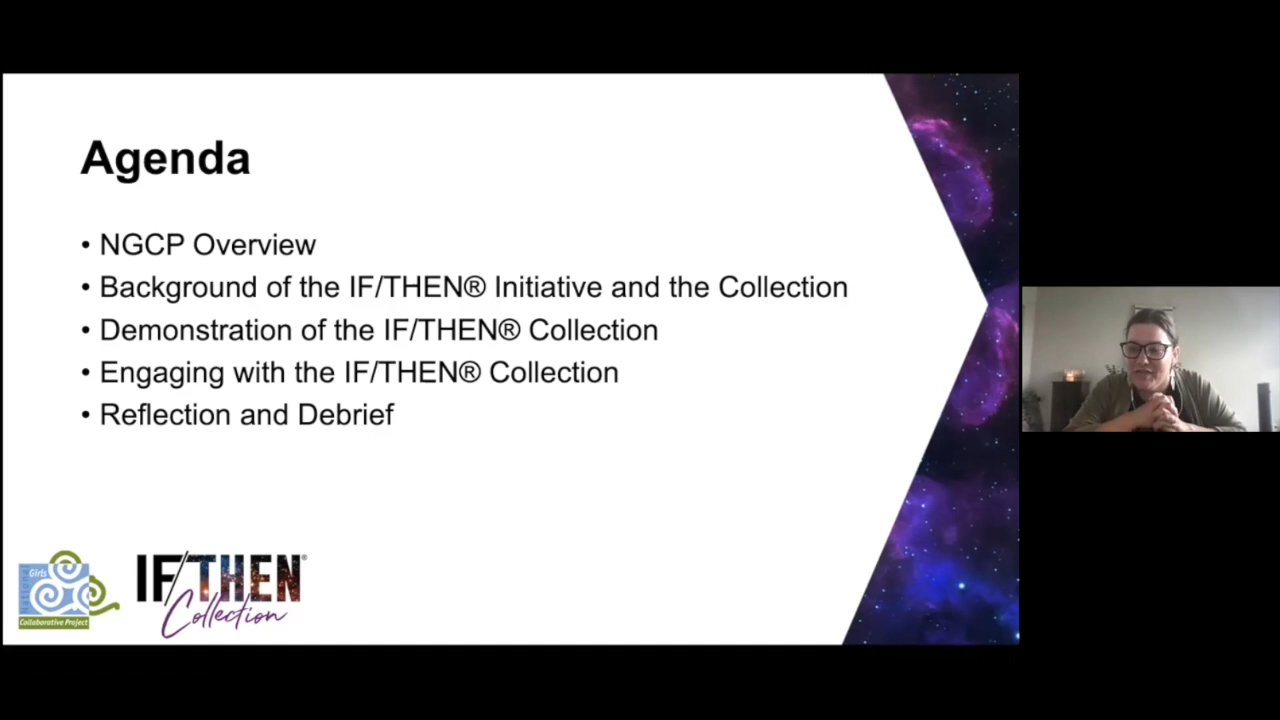 Agenda
• NGCP Overview
• Background of the IF/THEN® Initiative and the Collection
• Demonstration of the IF/THEN® Collection
• Engaging with the IF/THEN® Collection
• Reflection and Debrief
National
Girls
Collaborative Project
IF/THEN®
Collection